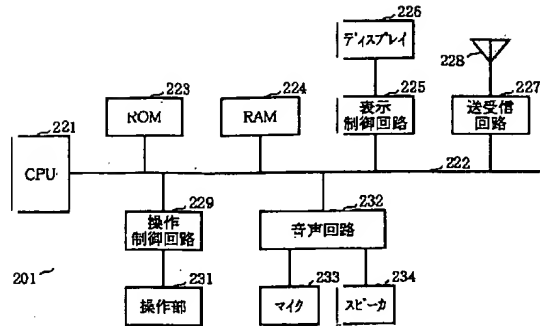 226
ディスプレイ
228
223
224
225
227
ROM
RAM
表示
制御回路
送受信
回路
221
CPU
222
229
232
操作
制御回路
音声回路
201
231
233
234
操作部
マイク
スピーカ